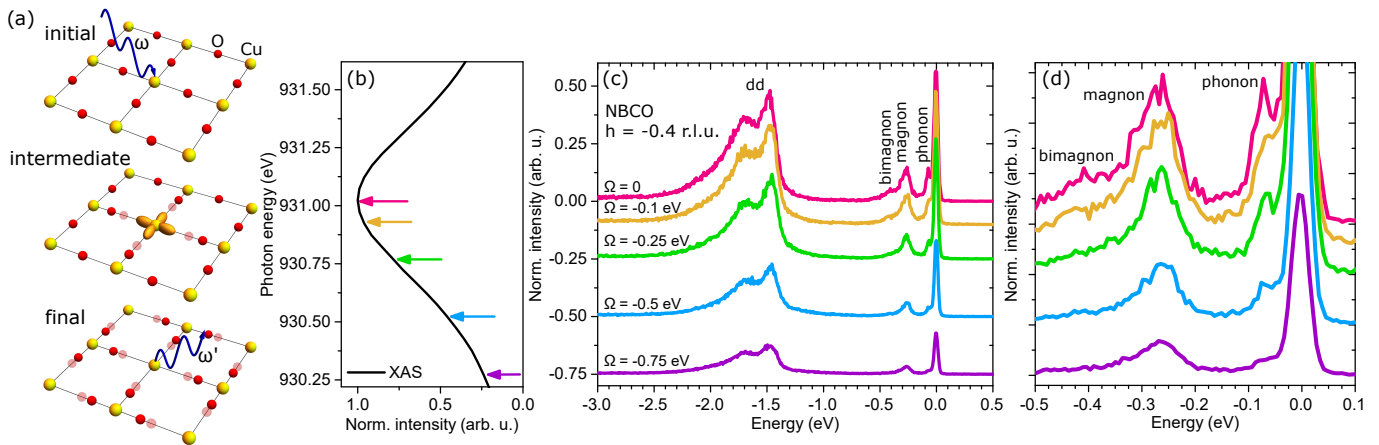 (a)
initial
ω
O
Cu
intermediate
final
ω'
(b)
931.50
931.25
931.00
930.75
930.50
930.25
Photon energy (eV)
XAS
1.0
0.5
0.0
Norm. intensity (arb. u.)
(c)
NBCO
h = -0.4 r.l.u.
dd
bimagnon
magnon
phonon
Ω = 0
Ω = -0.1 eV
Ω = -0.25 eV
Ω = -0.5 eV
Ω = -0.75 eV
0.50
0.25
0.00
-0.25
-0.50
-0.75
Norm. intensity (arb. u.)
-3.0
-2.5
-2.0
-1.5
-1.0
-0.5
0.0
0.5
Energy (eV)
(d)
phonon
magnon
bimagnon
Norm. intensity (arb. u.)
-0.5
-0.4
-0.3
-0.2
-0.1
0.0
0.1
Energy (eV)